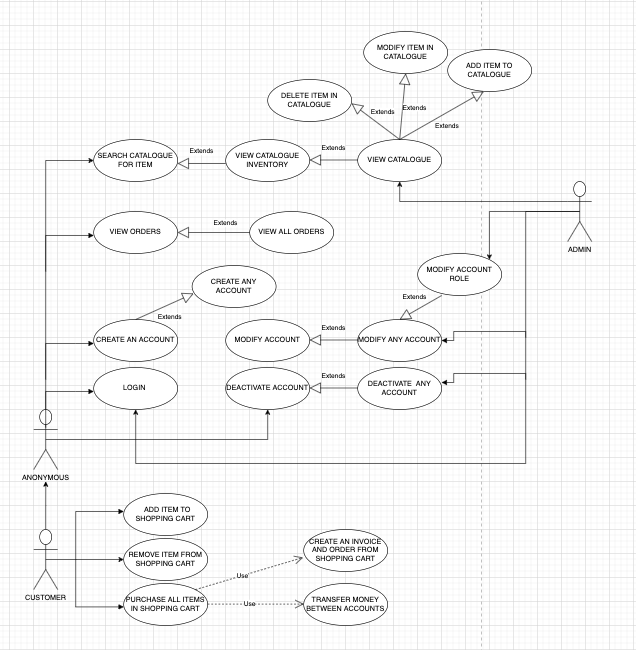 MODIFY ITEM IN
CATALOGUE
ADD ITEM TO
CATALOGUE
DELETE ITEM IN
CATALOGUE
Extends
Extends
Extends
SEARCH CATALOGUE
FOR ITEM
Extends
VIEW CATALOGUE
INVENTORY
Extends
VIEW CATALOGUE
ADMIN
VIEW ORDERS
Extends
VIEW ALL ORDERS
MODIFY ACCOUNT
ROLE
CREATE ANY
ACCOUNT
Extends
Extends
CREATE AN ACCOUNT
MODIFY ACCOUNT
Extends
MODIFY ANY ACCOUNT
LOGIN
DEACTIVATE ACCOUNT
Extends
DEACTIVATE ANY
ACCOUNT
ANONYMOUS
ADD ITEM TO
SHOPPING CART
REMOVE ITEM FROM
SHOPPING CART
CREATE AN INVOICE
AND ORDER FROM
SHOPPING CART
Use
CUSTOMER
PURCHASE ALL ITEMS
IN SHOPPING CART
Use
TRANSFER MONEY
BETWEEN ACCOUNTS